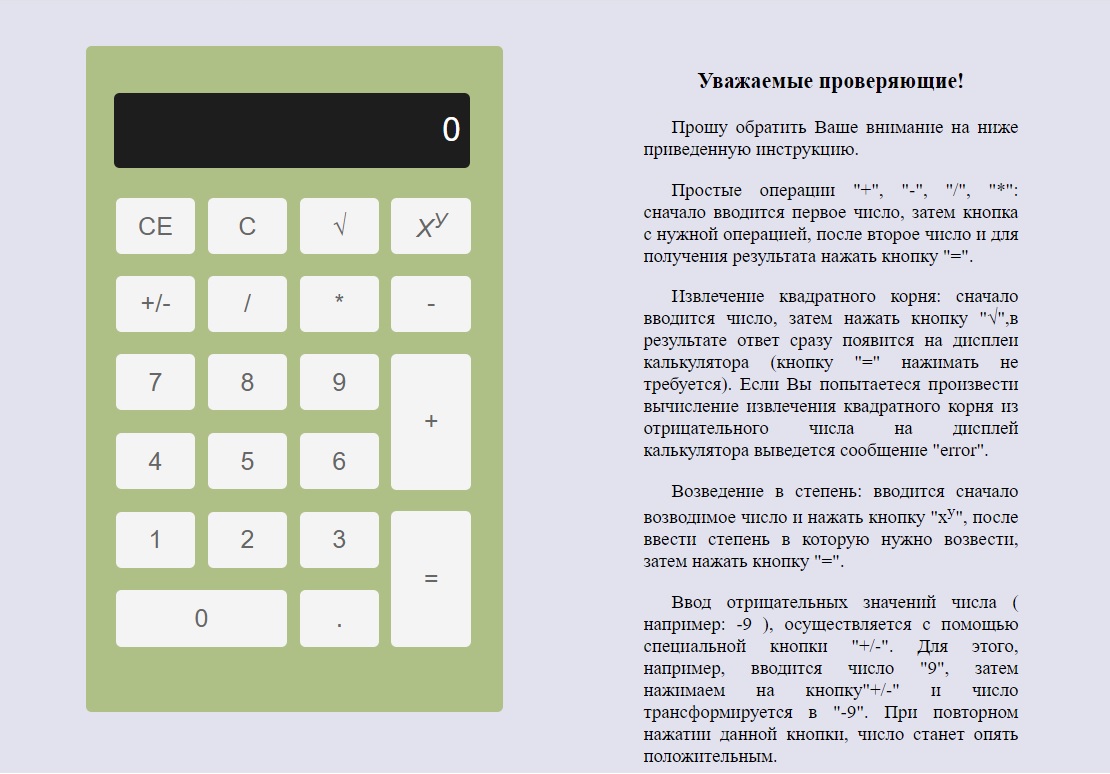 0
CE C √ Xʸ
+/- / * -
7 8 9
+
4 5 6
1 2 3
=
0 .
Уважаемые проверяющие!
Прошу обратить Ваше внимание на ниже
приведенную инструкцию.
Простые операции "+", "-", "/", "*":
сначало вводится первое число, затем кнопка
с нужной операцией, после второе число и для
получения результата нажать кнопку "=".
Извлечение квадратного корня: сначало
вводится число, затем нажать кнопку "√",в
результате ответ сразу появится на дисплеи
калькулятора (кнопку "=" нажимать не
требуется). Если Вы попытаетеся произвести
вычисление извлечения квадратного корня из
отрицательного числа на дисплей
калькулятора выведется сообщение "error".
Возведение в степень: вводится сначало
возводимое число и нажать кнопку "xʸ", после
ввести степень в которую нужно возвести,
затем нажать кнопку "=".
Ввод отрицательных значений числа (
например: -9 ), осуществляется с помощью
специальной кнопки "+/-". Для этого,
например, вводится число "9", затем
нажимаем на кнопку"+/-" и число
трансформируется в "-9". При повторном
нажатии данной кнопки, число станет опять
положительным.